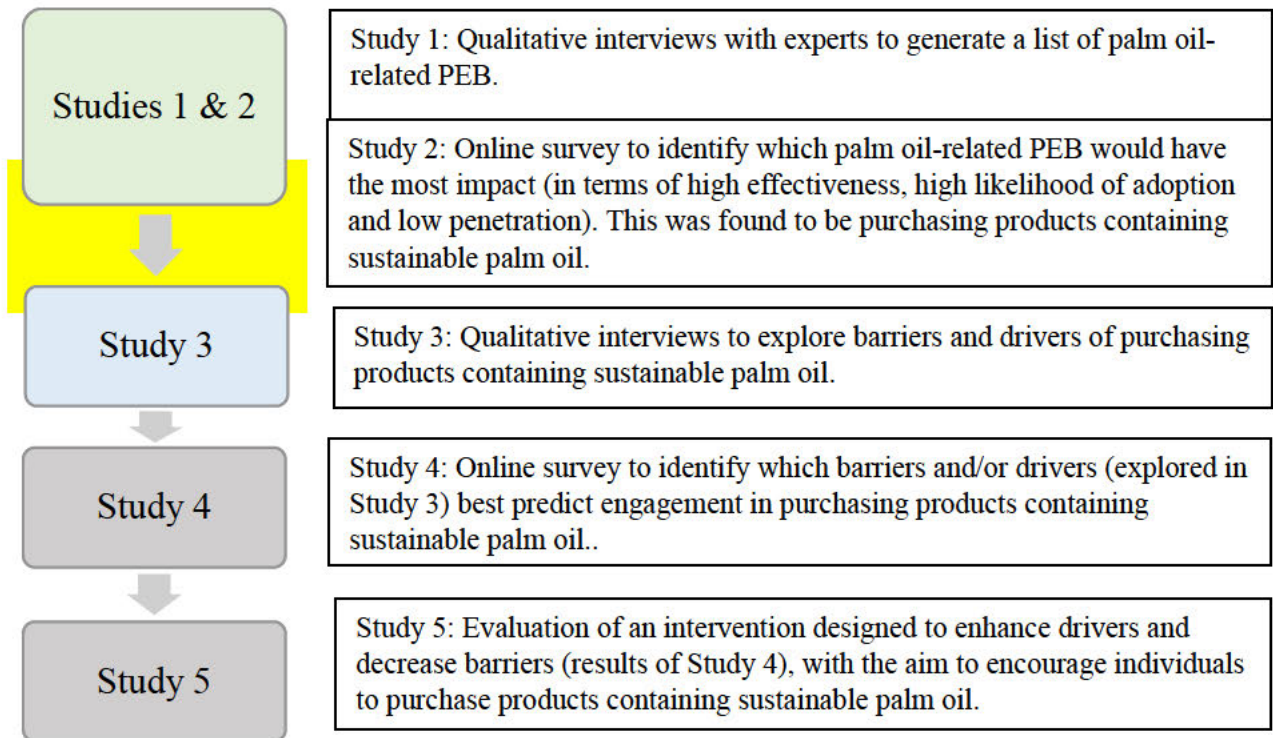 Studies 1 & 2
Study 1: Qualitative interviews with experts to generate a list of palm oil-
related PEB.
Study 2: Online survey to identify which palm oil-related PEB would have
the most impact (in terms of high effectiveness, high likelihood of adoption
and low penetration). This was found to be purchasing products containing
sustainable palm oil.
Study 3
Study 3: Qualitative interviews to explore barriers and drivers of purchasing
products containing sustainable palm oil.
Study 4
Study 4: Online survey to identify which barriers and/or drivers (explored in
Study 3) best predict engagement in purchasing products containing
sustainable palm oil..
Study 5
Study 5: Evaluation of an intervention designed to enhance drivers and
decrease barriers (results of Study 4), with the aim to encourage individuals
to purchase products containing sustainable palm oil.